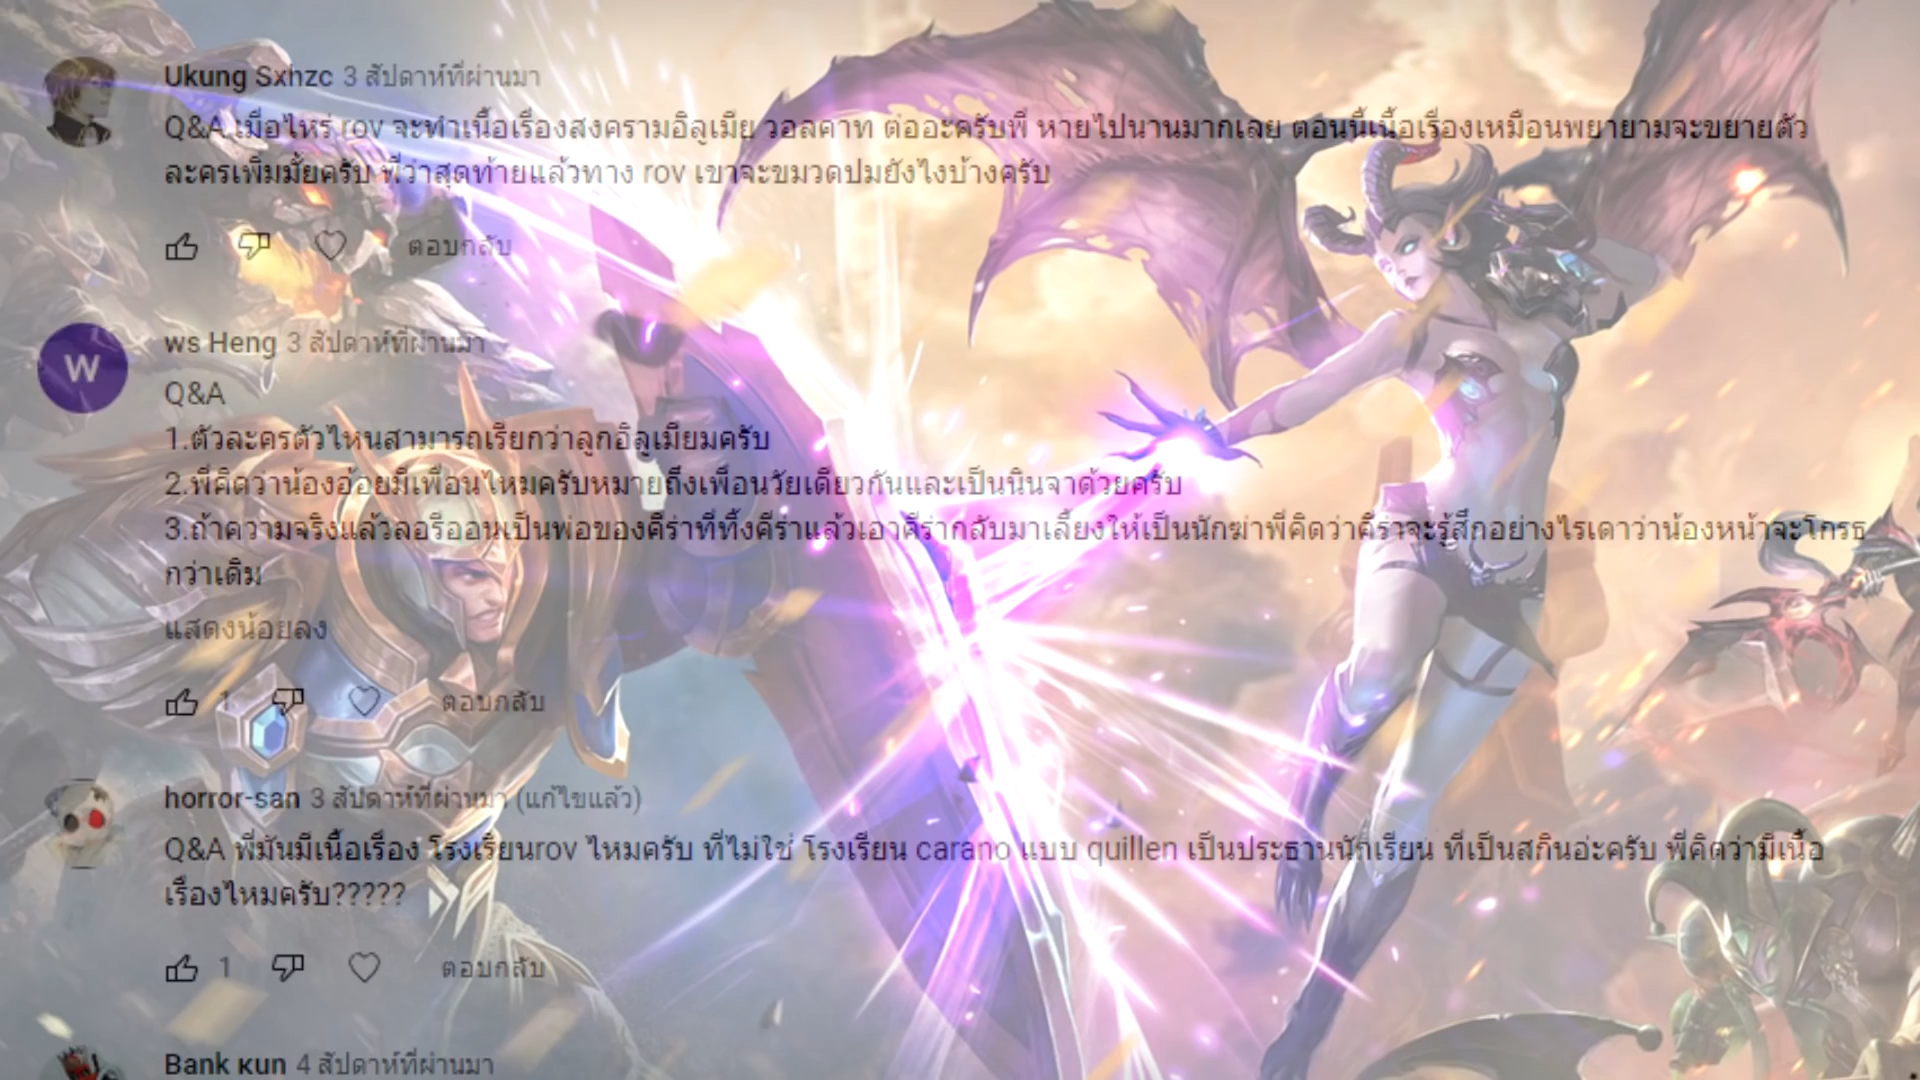 Ukung Sxhzc 3 สัปดาห์ที่ผ่านมา
Q&A เมื่อไหร่ rov จะทำเนื้อเรื่องสงครามอิลูเมีย วอลคาท ต่ออะครับพี่ หายไปนานมากเลย ตอนนี้เนื้อเรื่องเหมือนพยายามจะขยายตัว
ละครเพิ่มมั้ยครับ พี่ว่าสุดท้ายแล้วทาง rov เขาจะขมวดปมยังไงบ้างครับ
ตอบกลับ
W
ws Heng 3 สัปดาห์ที่ผ่านมา
Q&A
1.ตัวละครตัวไหนสามารถเรียกว่าลูกอิลูเมียมครับ
2.พี่คิดว่าน้องอ้อยมีเพื่อนไหมครับหมายถึงเพื่อนวัยเดียวกันและเป็นนินจาด้วยครับ
3.ถ้าความจริงแล้วลอรีออนเป็นพ่อของคีร่าที่ทิ้งคีร่าแล้วเอาคีร่ากลับมาเลี้ยงให้เป็นนักฆ่าพี่คิดว่าคีร่าจะรู้สึกอย่างไรเดาว่าน้องหน้าจะโกรธ
กว่าเดิม
แสดงน้อยลง
1 ตอบกลับ
horror-san 3 สัปดาห์ที่ผ่านมา (แก้ไขแล้ว)
Q&A พี่มันมีเนื้อเรื่อง โรงเรียนrov ไหมครับ ที่ไม่ใช่ โรงเรียน carano แบบ quillen เป็นประธานนักเรียน ที่เป็นสกินอ่ะครับ พี่คิดว่ามีเนื้อ
เรื่องไหมครับ?????
1 ตอบกลับ
Bank ĸun 4 สัปดาห์ที่ผ่านมา